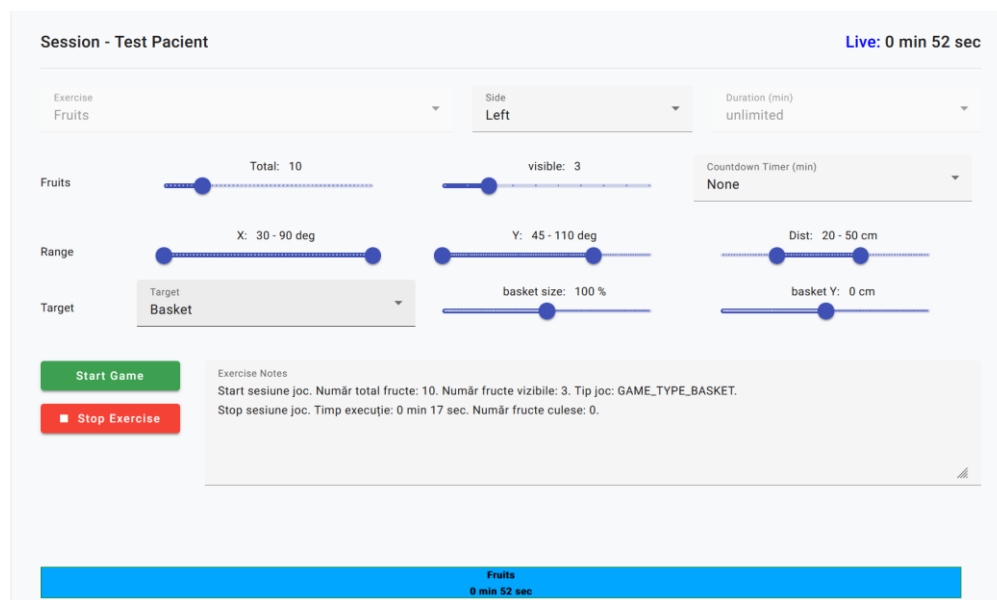 Session - Test Pacient
Live: 0 min 52 sec
Exercise
Fruits
Side
Left
Duration (min)
unlimited
Fruits
Total: 10
visible: 3
Countdown Timer (min)
None
Range
X: 30 - 90 deg
Y: 45 - 110 deg
Dist: 20 - 50 cm
Target
Target
Basket
basket size: 100 %
basket Y: 0 cm
Start Game
Stop Exercise
Exercise Notes
Start sesiune joc. Număr total fructe: 10. Număr fructe vizibile: 3. Tip joc: GAME_TYPE_BASKET.
Stop sesiune joc. Timp execuție: 0 min 17 sec. Număr fructe culese: 0.
Fruits
0 min 52 sec